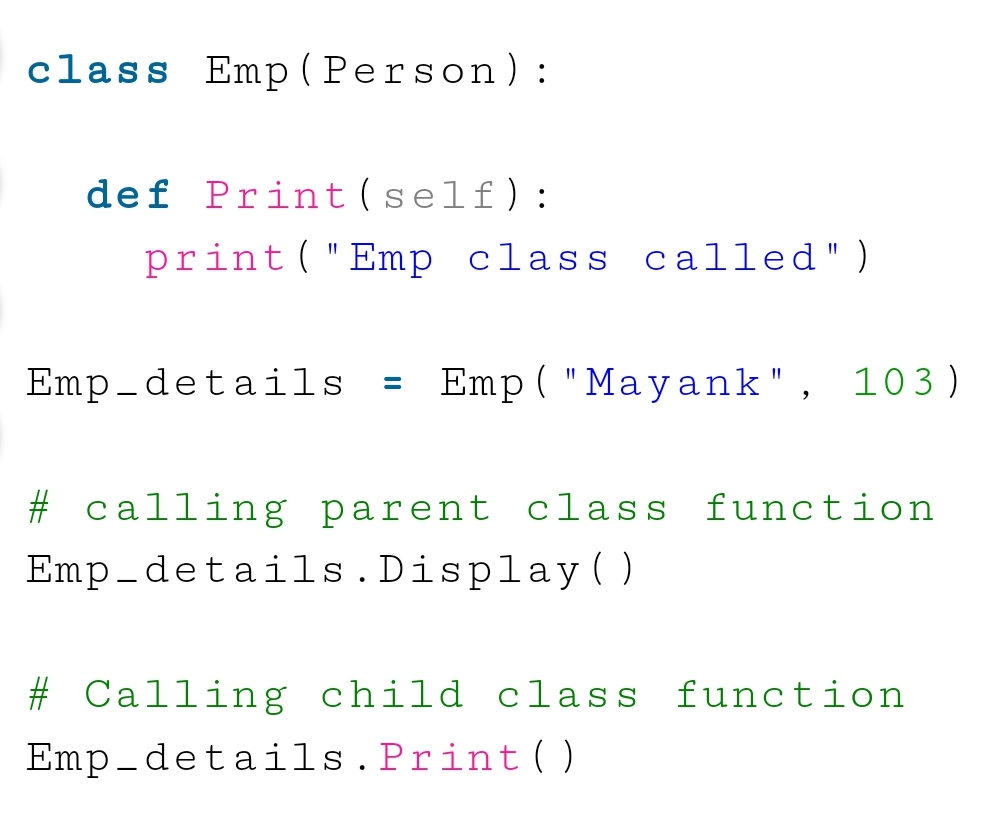 class Emp(Person):
  def Print(self):
    print("Emp class called")
Emp_details = Emp("Mayank", 103)
# calling parent class function
Emp_details.Display()
# Calling child class function
Emp_details.Print()